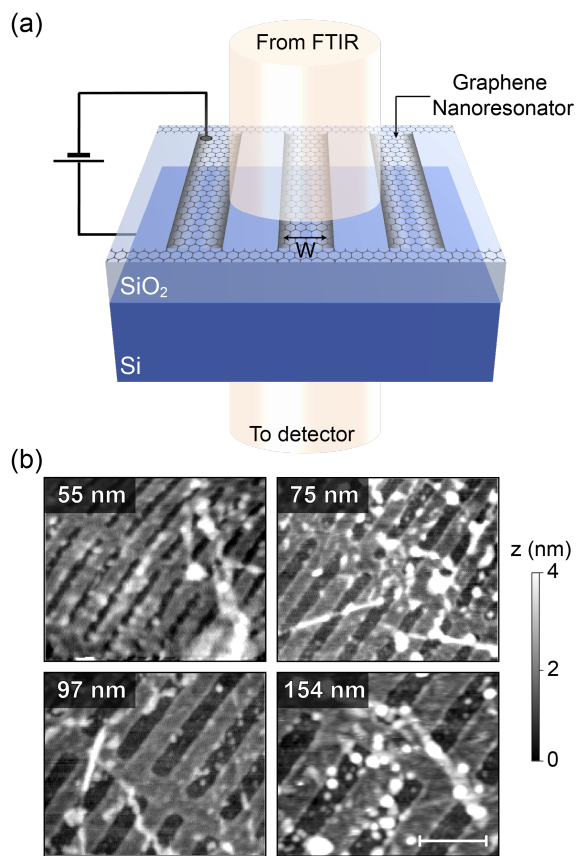 (a)
From FTIR
Graphene
Nanoresonator
W
SiO₂
Si
To detector
(b)
55 nm
75 nm
z (nm)
4
2
0
97 nm
154 nm